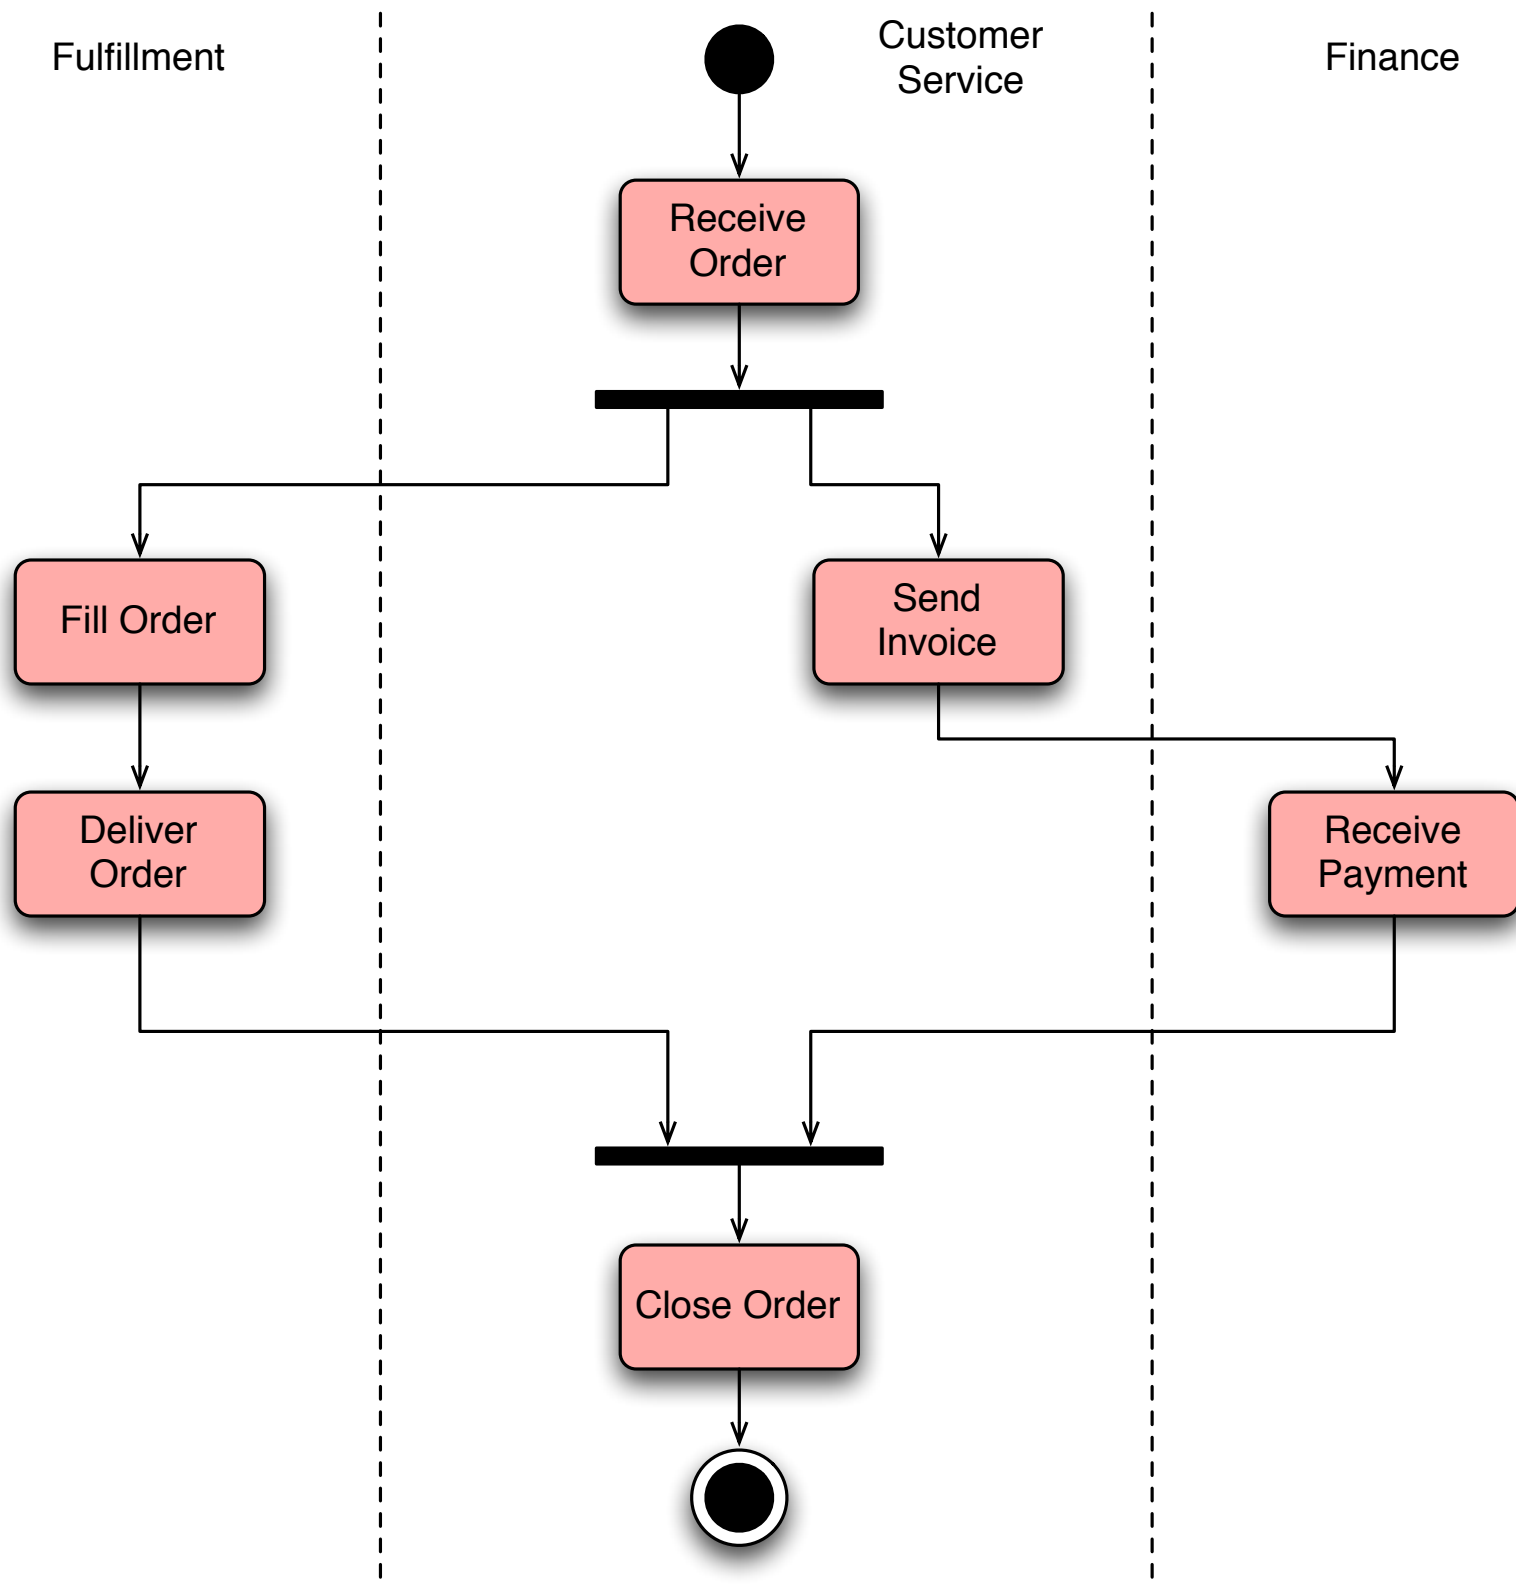 Fulfillment
Customer
Service
Finance
Receive
Order
Fill Order
Send
Invoice
Deliver
Order
Receive
Payment
Close Order